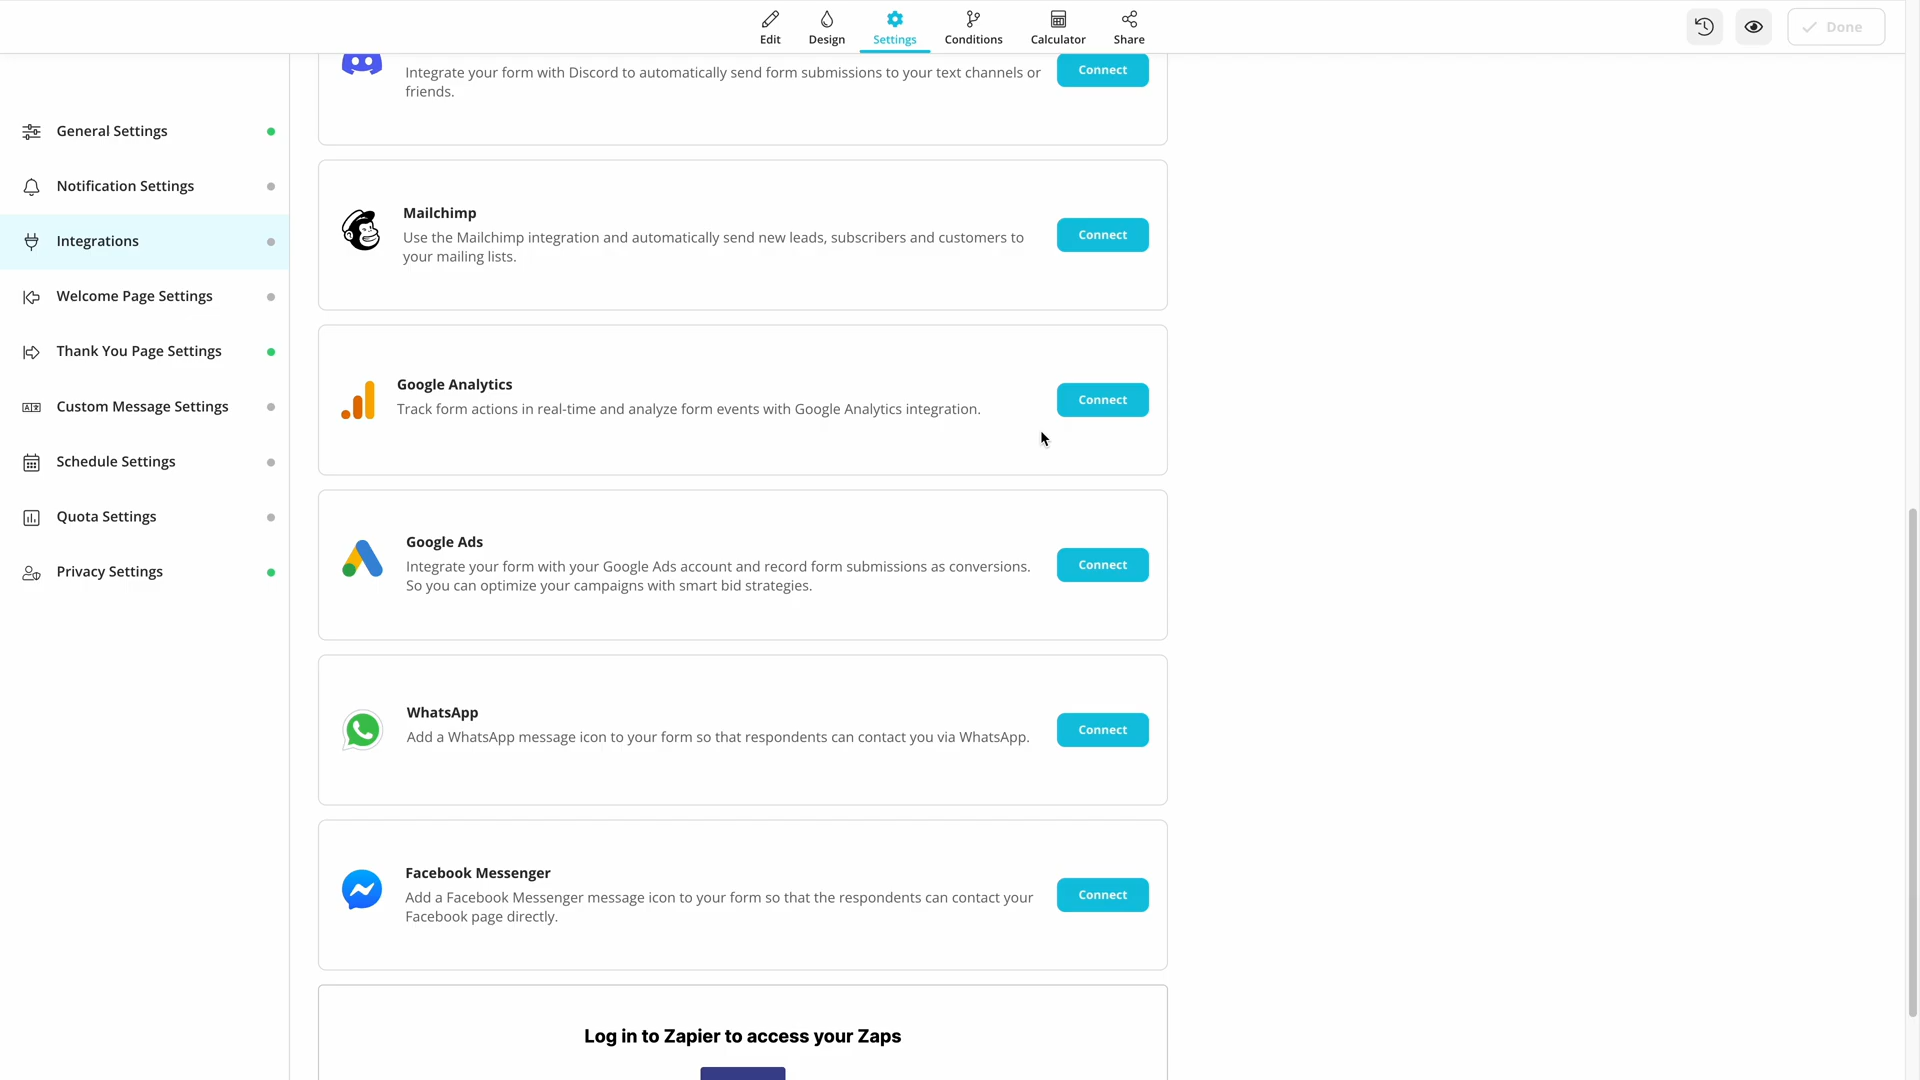 Edit
Design
Settings
Conditions
Calculator
Share
Done
General Settings
Notification Settings
Integrations
Welcome Page Settings
Thank You Page Settings
Custom Message Settings
Schedule Settings
Quota Settings
Privacy Settings
Integrate your form with Discord to automatically send form submissions to your text channels or
friends.
Connect
Mailchimp
Use the Mailchimp integration and automatically send new leads, subscribers and customers to
your mailing lists.
Connect
Google Analytics
Track form actions in real-time and analyze form events with Google Analytics integration.
Connect
Google Ads
Integrate your form with your Google Ads account and record form submissions as conversions.
So you can optimize your campaigns with smart bid strategies.
Connect
WhatsApp
Add a WhatsApp message icon to your form so that respondents can contact you via WhatsApp.
Connect
Facebook Messenger
Add a Facebook Messenger message icon to your form so that the respondents can contact your
Facebook page directly.
Connect
Log in to Zapier to access your Zaps